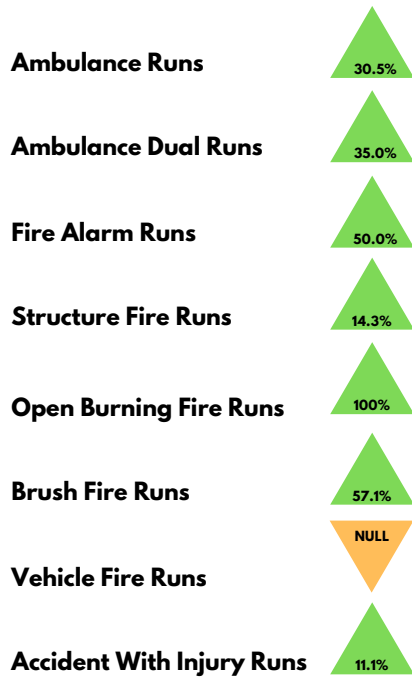 Ambulance Runs
30.5%
Ambulance Dual Runs
35.0%
Fire Alarm Runs
50.0%
Structure Fire Runs
14.3%
Open Burning Fire Runs
100%
Brush Fire Runs
57.1%
NULL
Vehicle Fire Runs
Accident With Injury Runs
11.1%